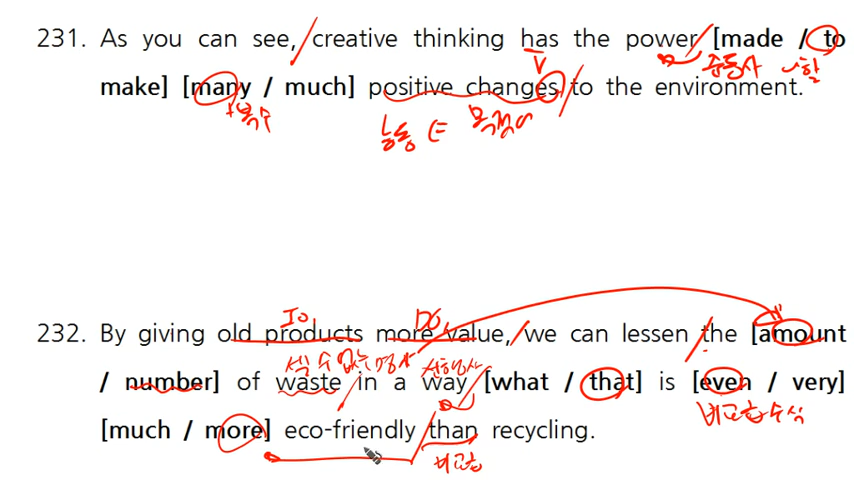 231. As you can see, creative thinking has the power [made / to
V
준동사 ~할
make] [many / much] positive changes to the environment.
+복수
능동 목적어
IO DO
232. By giving old products more value, we can lessen the [amount
셀 수 없는 명사 선행사
/ number] of waste in a way [what / that] is [even / very]
비교급 수식
[much / more] eco-friendly than recycling.
비교급